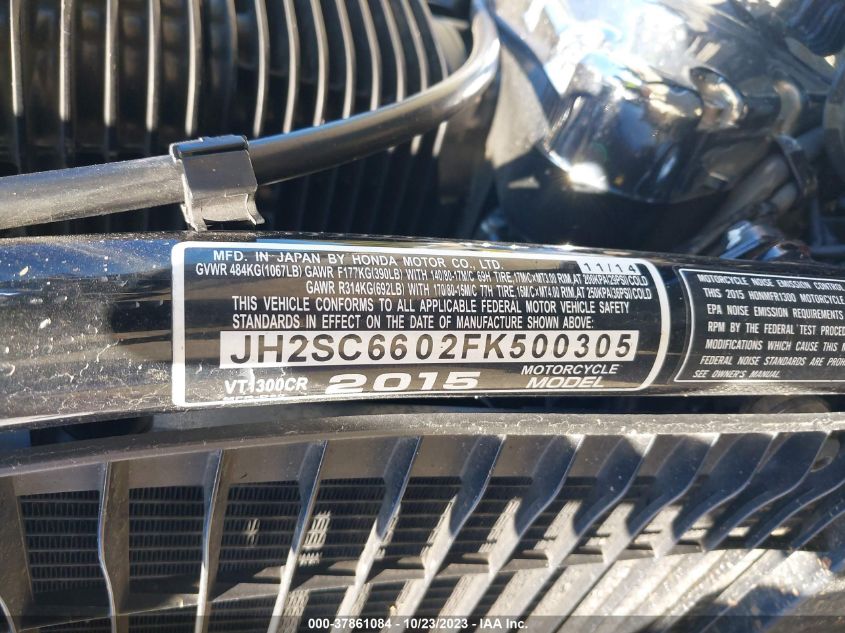 MFD. IN JAPAN BY HONDA MOTOR CO., LTD. 11/14
GVWR 484KG(1067LB) GAWR F177KG(390LB) WITH 140/80-17M/C 69H TIRE, 17M/C×MT3.00 RIM, AT 200KPA(29PSI)COLD
GAWR R314KG(692LB) WITH 170/80-15M/C 77H TIRE, 15M/C×MT4.00 RIM, AT 250KPA(36PSI)COLD
THIS VEHICLE CONFORMS TO ALL APPLICABLE FEDERAL MOTOR VEHICLE SAFETY
STANDARDS IN EFFECT ON THE DATE OF MANUFACTURE SHOWN ABOVE:
JH2SC6602FK500305
VT1300CR 2015 MOTORCYCLE MODEL
MOTORCYCLE NOISE EMISSION CONTROL
THIS 2015 HONMFR1300 MOTORCYCLE
EPA NOISE EMISSION REQUIREMENTS
RPM BY THE FEDERAL TEST PROCED
MODIFICATIONS WHICH CAUSE THIS M
FEDERAL NOISE STANDARDS ARE PROH
SEE OWNER'S MANUAL.
000-37861084 - 10/23/2023 - © IAA Inc.